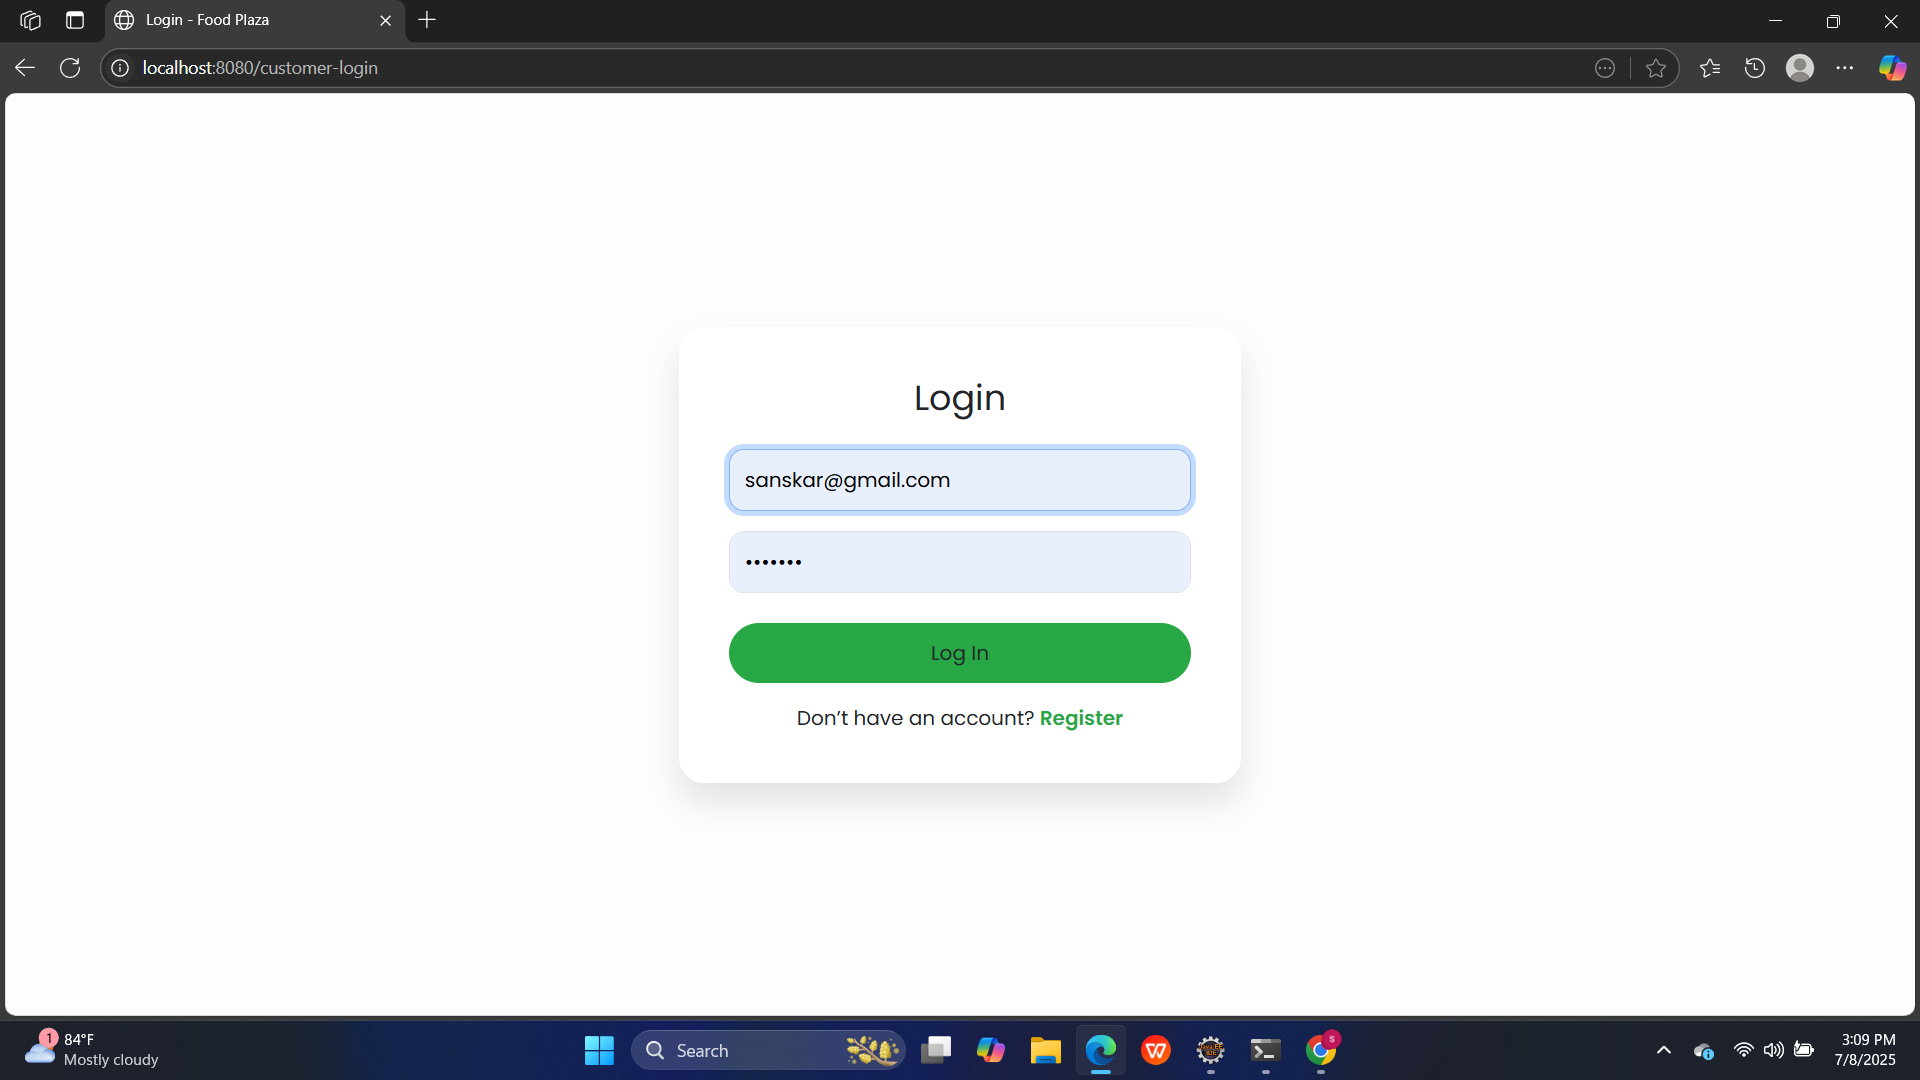 Login - Food Plaza
localhost:8080/customer-login
Login
sanskar@gmail.com
•••••••
Log In
Don’t have an account? Register
1
84°F
Mostly cloudy
Search
3:09 PM
7/8/2025